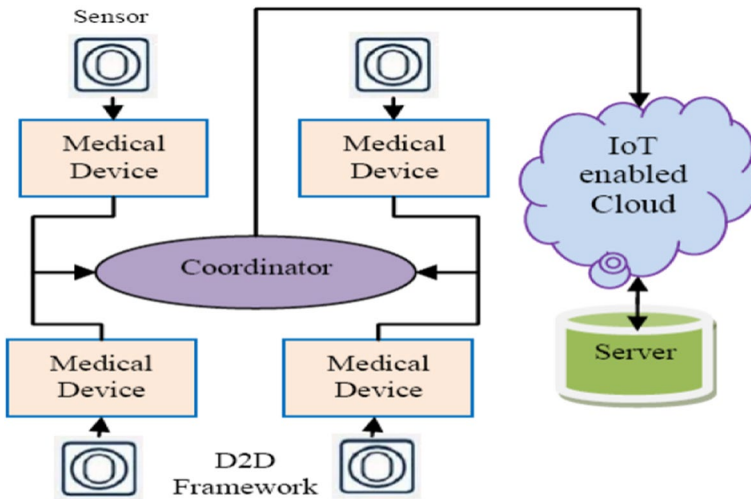 Sensor
Medical
Device
Medical
Device
IoT
enabled
Cloud
Coordinator
Medical
Device
Medical
Device
Server
D2D
Framework